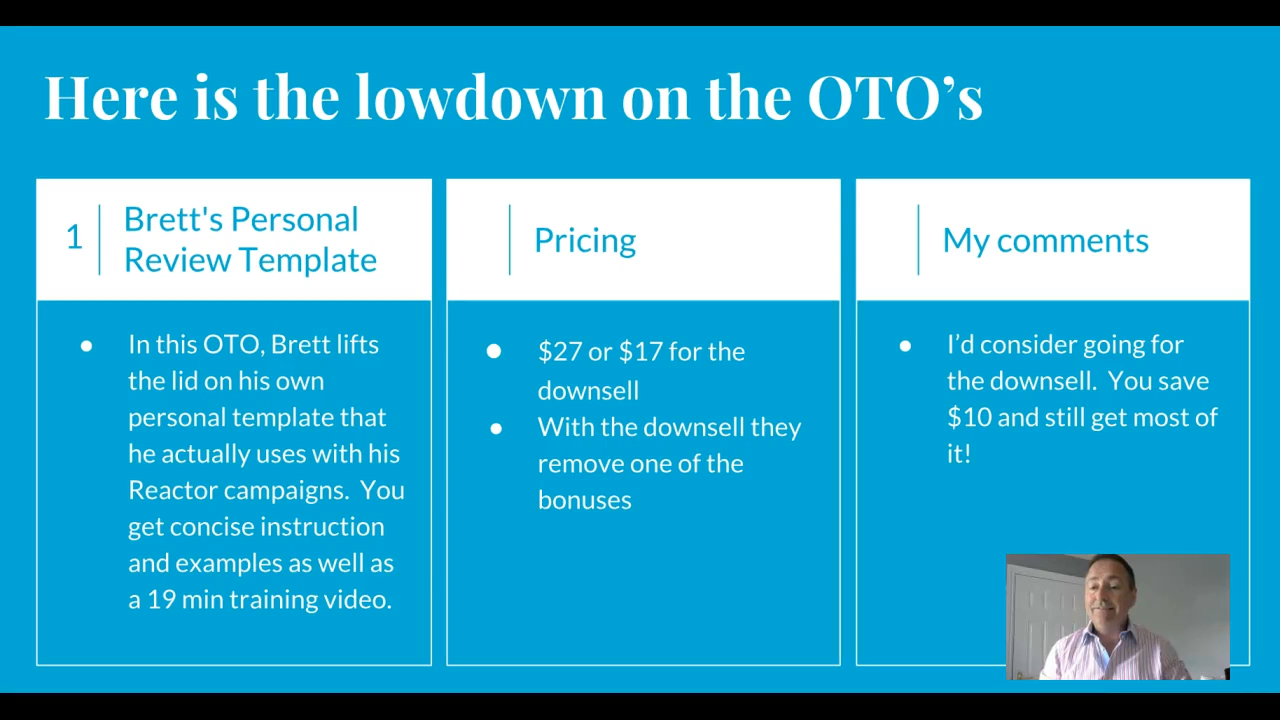 Here is the lowdown on the OTO’s
1
Brett's Personal
Review Template
● In this OTO, Brett lifts
the lid on his own
personal template that
he actually uses with his
Reactor campaigns.  You
get concise instruction
and examples as well as
a 19 min training video.
Pricing
● $27 or $17 for the
downsell
● With the downsell they
remove one of the
bonuses
My comments
● I’d consider going for
the downsell.  You save
$10 and still get most of
it!